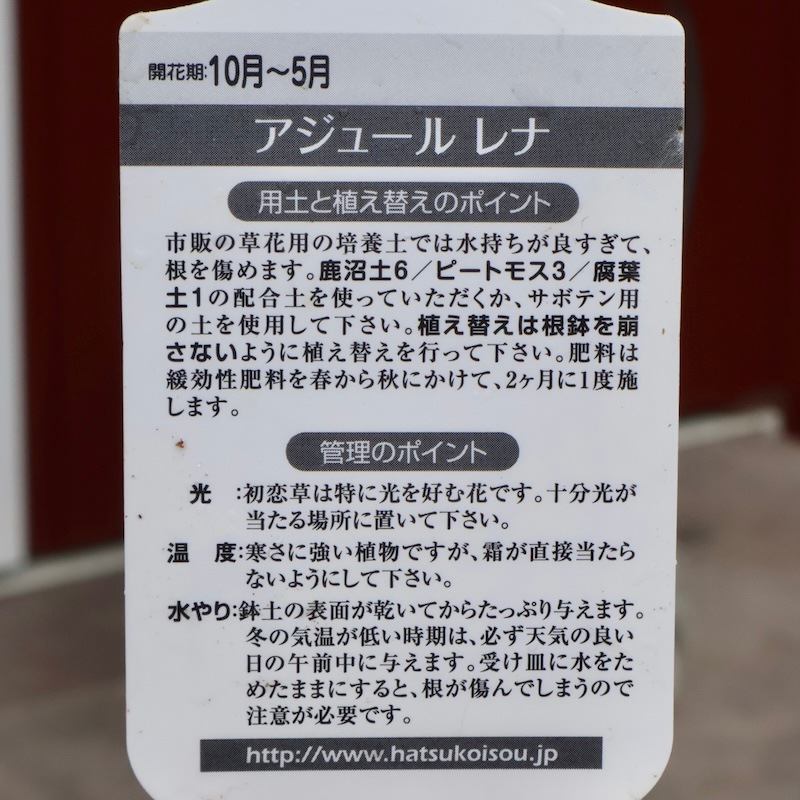 開花期:10月～5月
アジュール レナ
用土と植え替えのポイント
市販の草花用の培養土では水持ちが良すぎて、
根を傷めます。鹿沼土6／ピートモス3／腐葉
土1の配合土を使っていただくか、サボテン用
の土を使用して下さい。植え替えは根鉢を崩
さないように植え替えを行って下さい。肥料は
緩効性肥料を春から秋にかけて、2ヶ月に1度施
します。
管理のポイント
光　:初恋草は特に光を好む花です。十分光が
当たる場所に置いて下さい。
温　度:寒さに強い植物ですが、霜が直接当たら
ないようにして下さい。
水やり:鉢土の表面が乾いてからたっぷり与えます。
冬の気温が低い時期は、必ず天気の良い
日の午前中に与えます。受け皿に水をた
めたままにすると、根が傷んでしまうので
注意が必要です。
http://www.hatsukoisou.jp